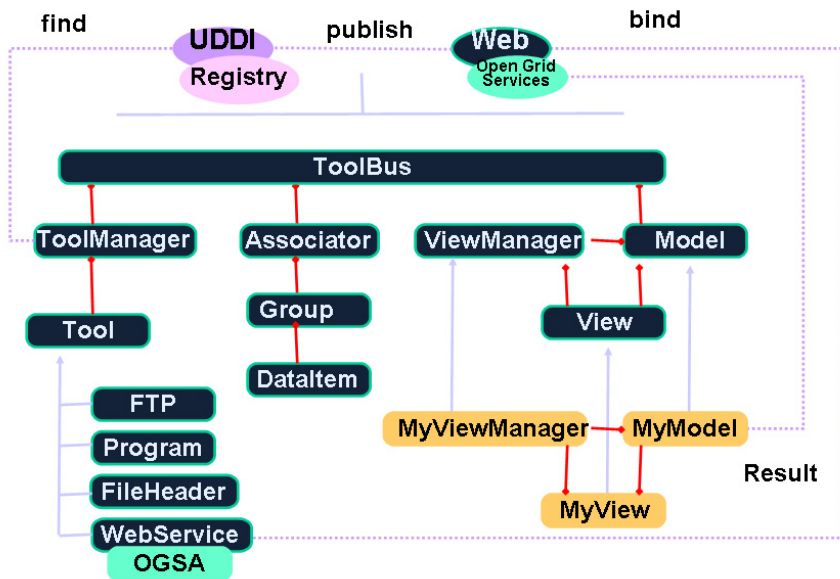 find
publish
bind
UDDI
Registry
Web
Open Grid
Services
ToolBus
ToolManager
Associator
ViewManager
Model
Tool
Group
View
DataItem
FTP
MyViewManager
MyModel
Program
Result
FileHeader
MyView
WebService
OGSA